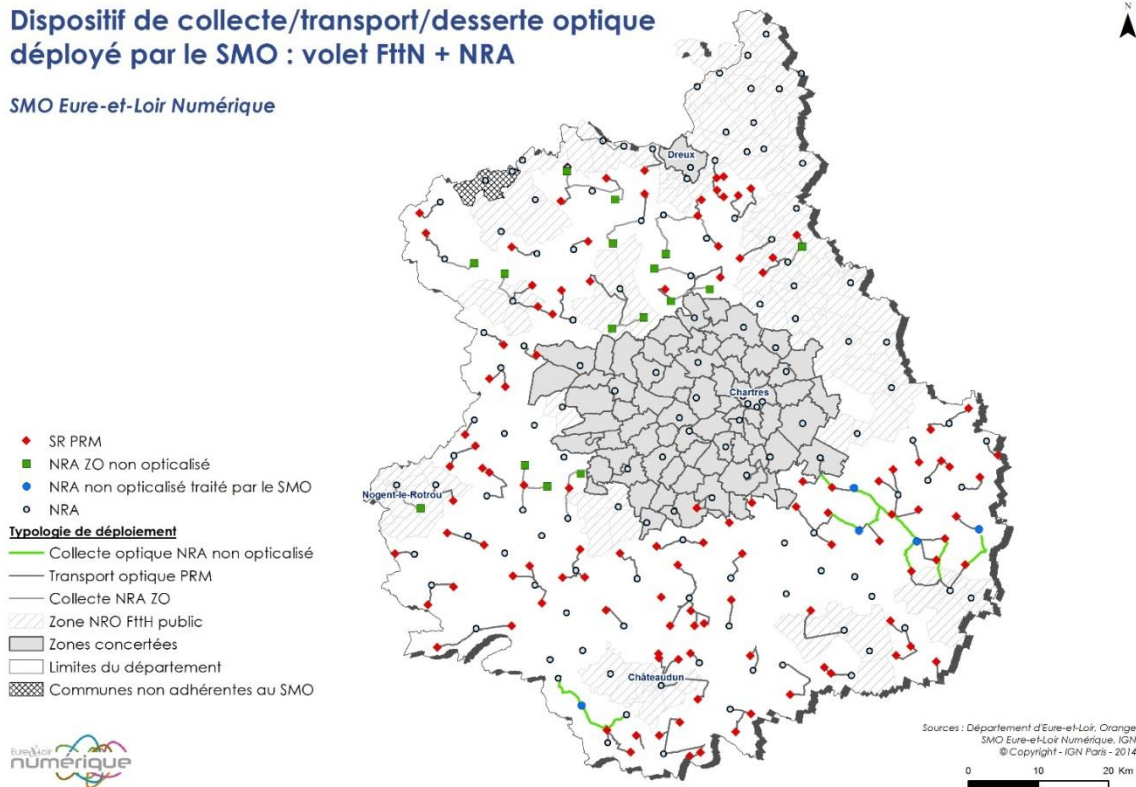 Dispositif de collecte/transport/desserte optique
déployé par le SMO : volet FttN + NRA
SMO Eure-et-Loir Numérique
N
Dreux
Chartres
Nogent-le-Rotrou
Châteaudun
SR PRM
NRA ZO non opticalisé
NRA non opticalisé traité par le SMO
NRA
Typologie de déploiement
Collecte optique NRA non opticalisé
Transport optique PRM
Collecte NRA ZO
Zone NRO FttH public
Zones concertées
Limites du département
Communes non adhérentes au SMO
Eure & Loir
numérique
Sources : Département d'Eure-et-Loir, Orange
SMO Eure-et-Loir Numérique, IGN
© Copyright - IGN Paris - 2014
0 10 20 Km